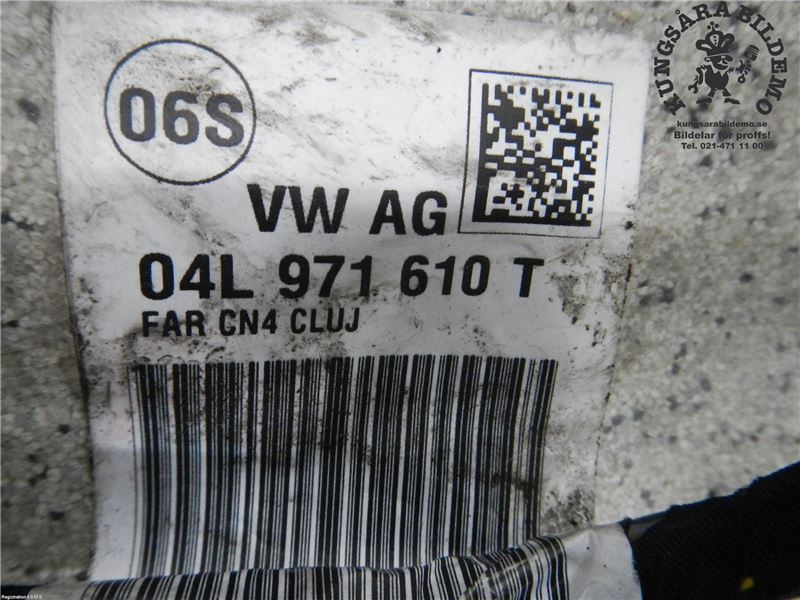 06S
VW AG
04L 971 610 T
FAR CN4 CLUJ
KUNGSÅRA BILDEMO
kungsarabildemo.se
Bildelar för proffs!
Tel. 021-471 11 00